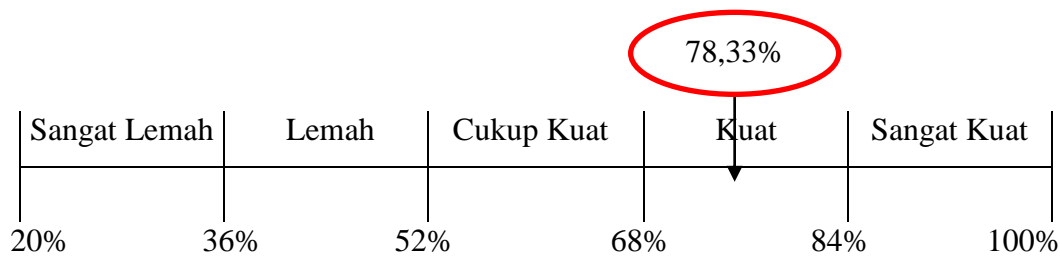 78,33%
Sangat Lemah Lemah Cukup Kuat Kuat Sangat Kuat
20% 36% 52% 68% 84% 100%